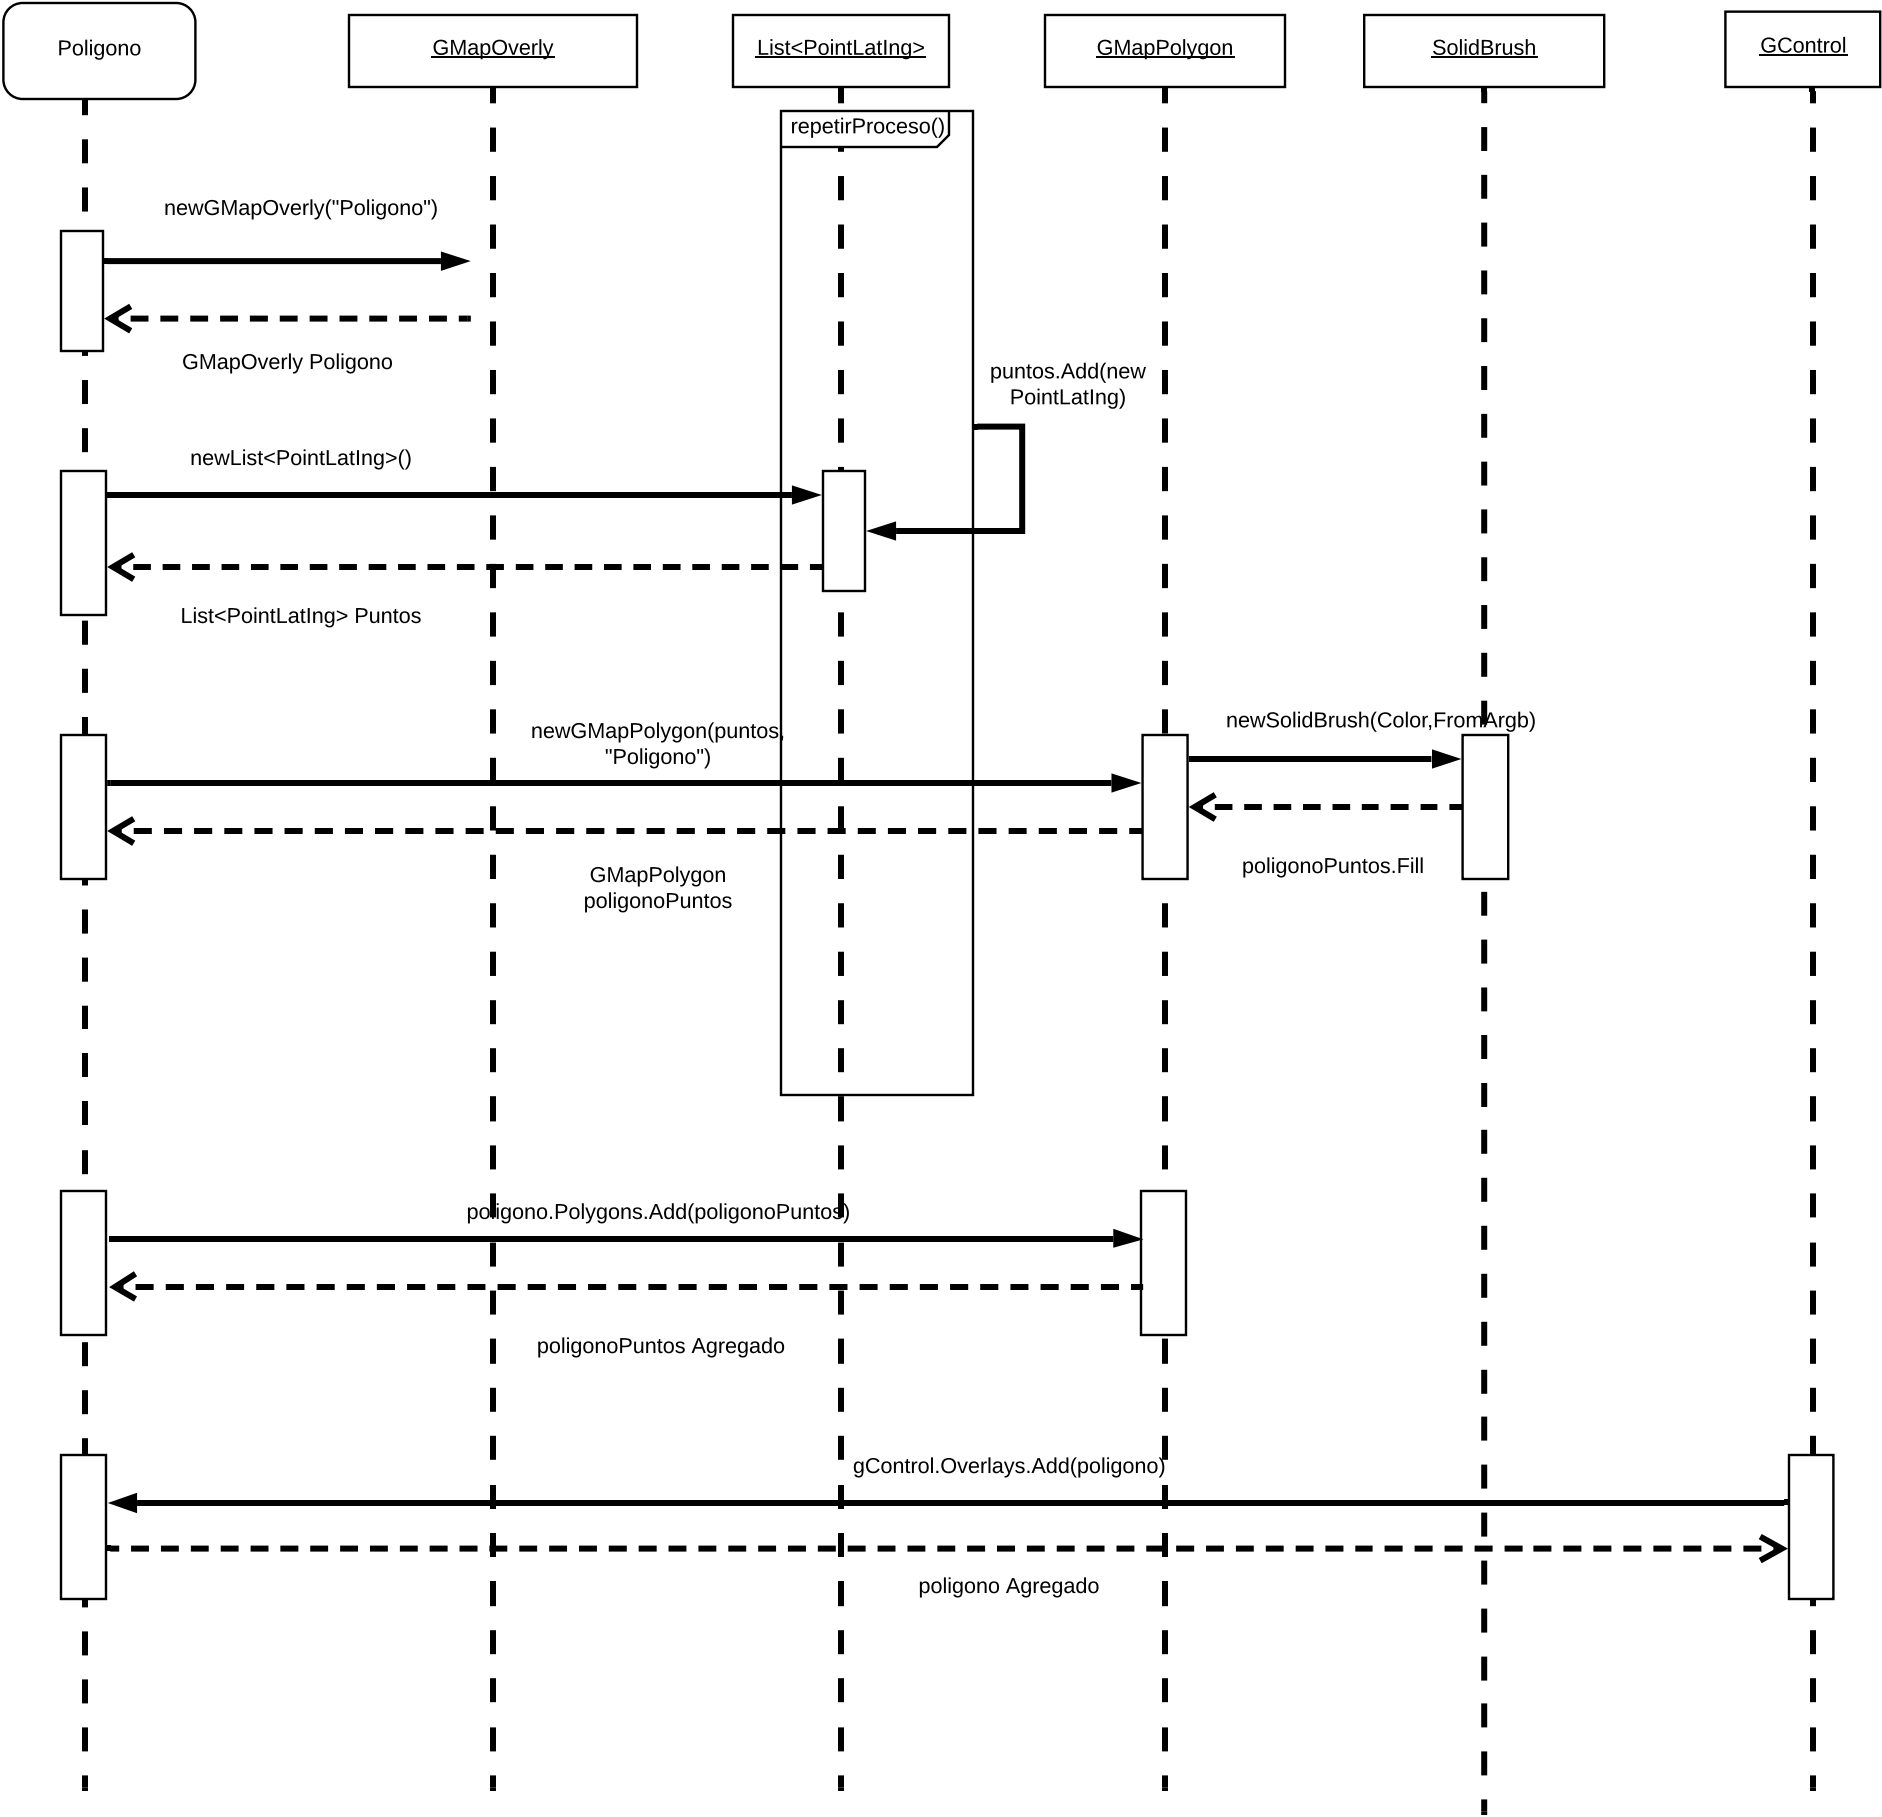 Poligono
GMapOverly
List<PointLatIng>
GMapPolygon
SolidBrush
GControl
repetirProceso()
newGMapOverly("Poligono")
GMapOverly Poligono
puntos.Add(new
PointLatIng)
newList<PointLatIng>()
List<PointLatIng> Puntos
newGMapPolygon(puntos,
"Poligono")
newSolidBrush(Color,FromArgb)
GMapPolygon
poligonoPuntos
poligonoPuntos.Fill
poligono.Polygons.Add(poligonoPuntos)
poligonoPuntos Agregado
gControl.Overlays.Add(poligono)
poligono Agregado